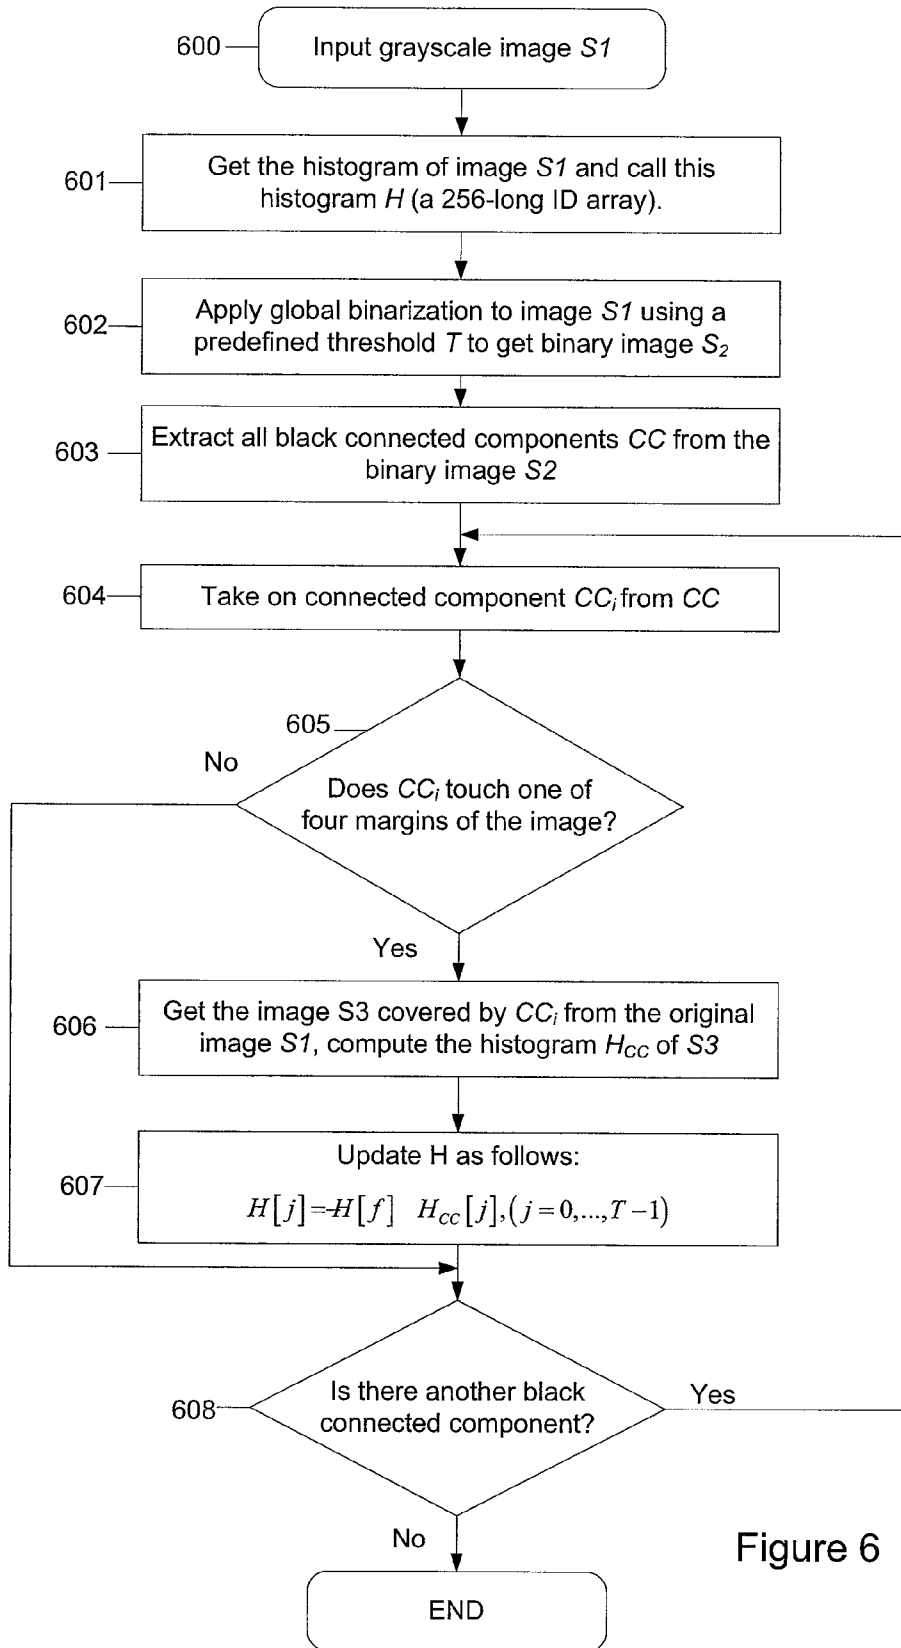 600
Input grayscale image S1
601
Get the histogram of image S1 and call this
histogram H (a 256-long ID array).
602
Apply global binarization to image S1 using a
predefined threshold T to get binary image S₂
603
Extract all black connected components CC from the
binary image S2
604
Take on connected component CCᵢ from CC
605
No
Does CCᵢ touch one of
four margins of the image?
Yes
606
Get the image S3 covered by CCᵢ from the original
image S1, compute the histogram H_CC of S3
607
Update H as follows:
H[j]=-H[f] H_CC[j],(j=0,...,T-1)
608
Is there another black
connected component?
Yes
No
Figure 6
END